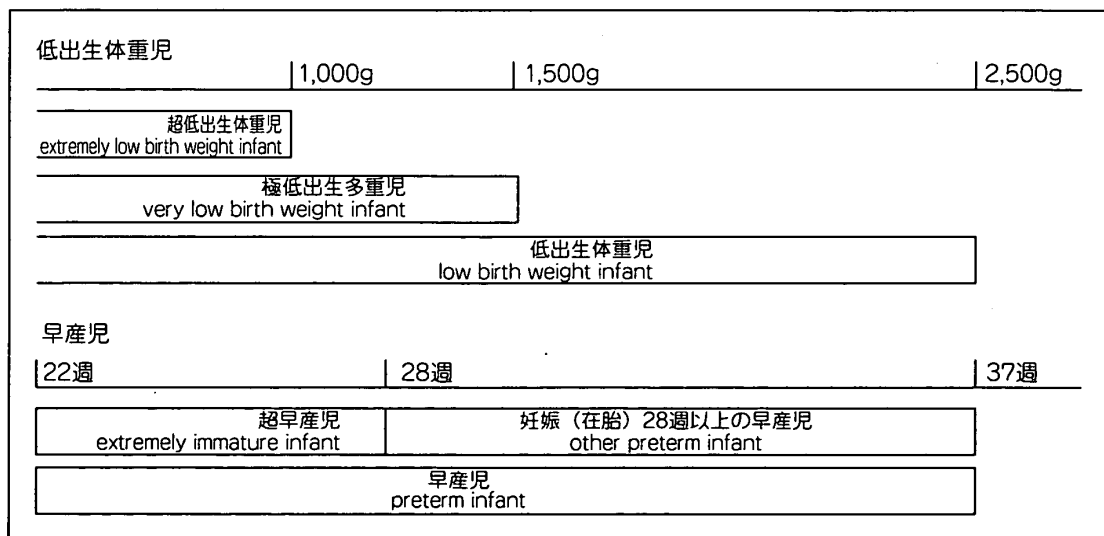 低出生体重児
1,000g 1,500g 2,500g
超低出生体重児
extremely low birth weight infant
極低出生多重児
very low birth weight infant
低出生体重児
low birth weight infant
早産児
22週 28週 37週
超早産児 妊娠（在胎）28週以上の早産児
extremely immature infant other preterm infant
早産児
preterm infant